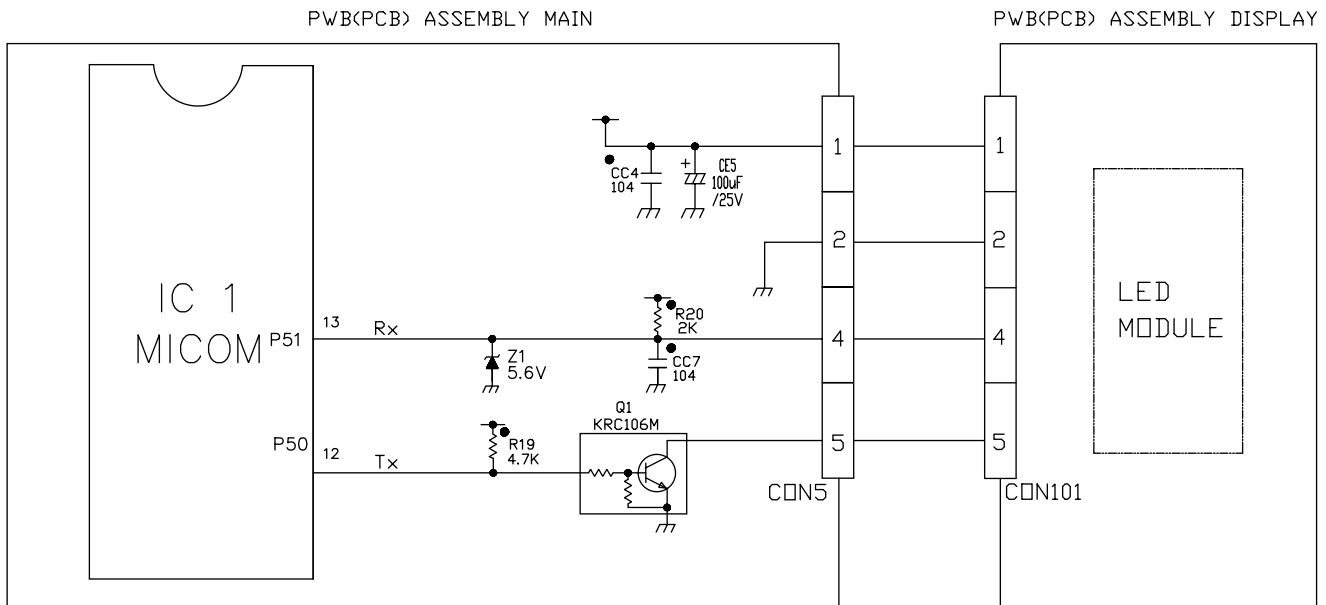 PWB(PCB) ASSEMBLY MAIN
PWB(PCB) ASSEMBLY DISPLAY
IC 1
MICOM
P51
13
Rx
P50
12
Tx
Z1
5.6V
R19
4.7K
CC4
104
+
CE5
100uF
/25V
R20
2K
CC7
104
Q1
KRC106M
1
2
4
5
CON5
1
2
4
5
CON101
LED
MODULE